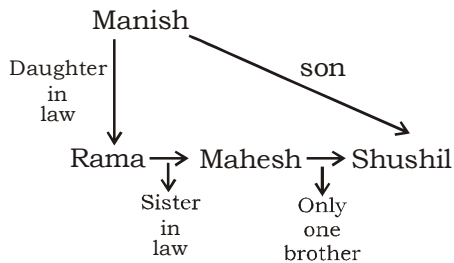 Manish
Daughter
in
law
son
Rama Mahesh Shushil
Sister
in
law
Only
one
brother